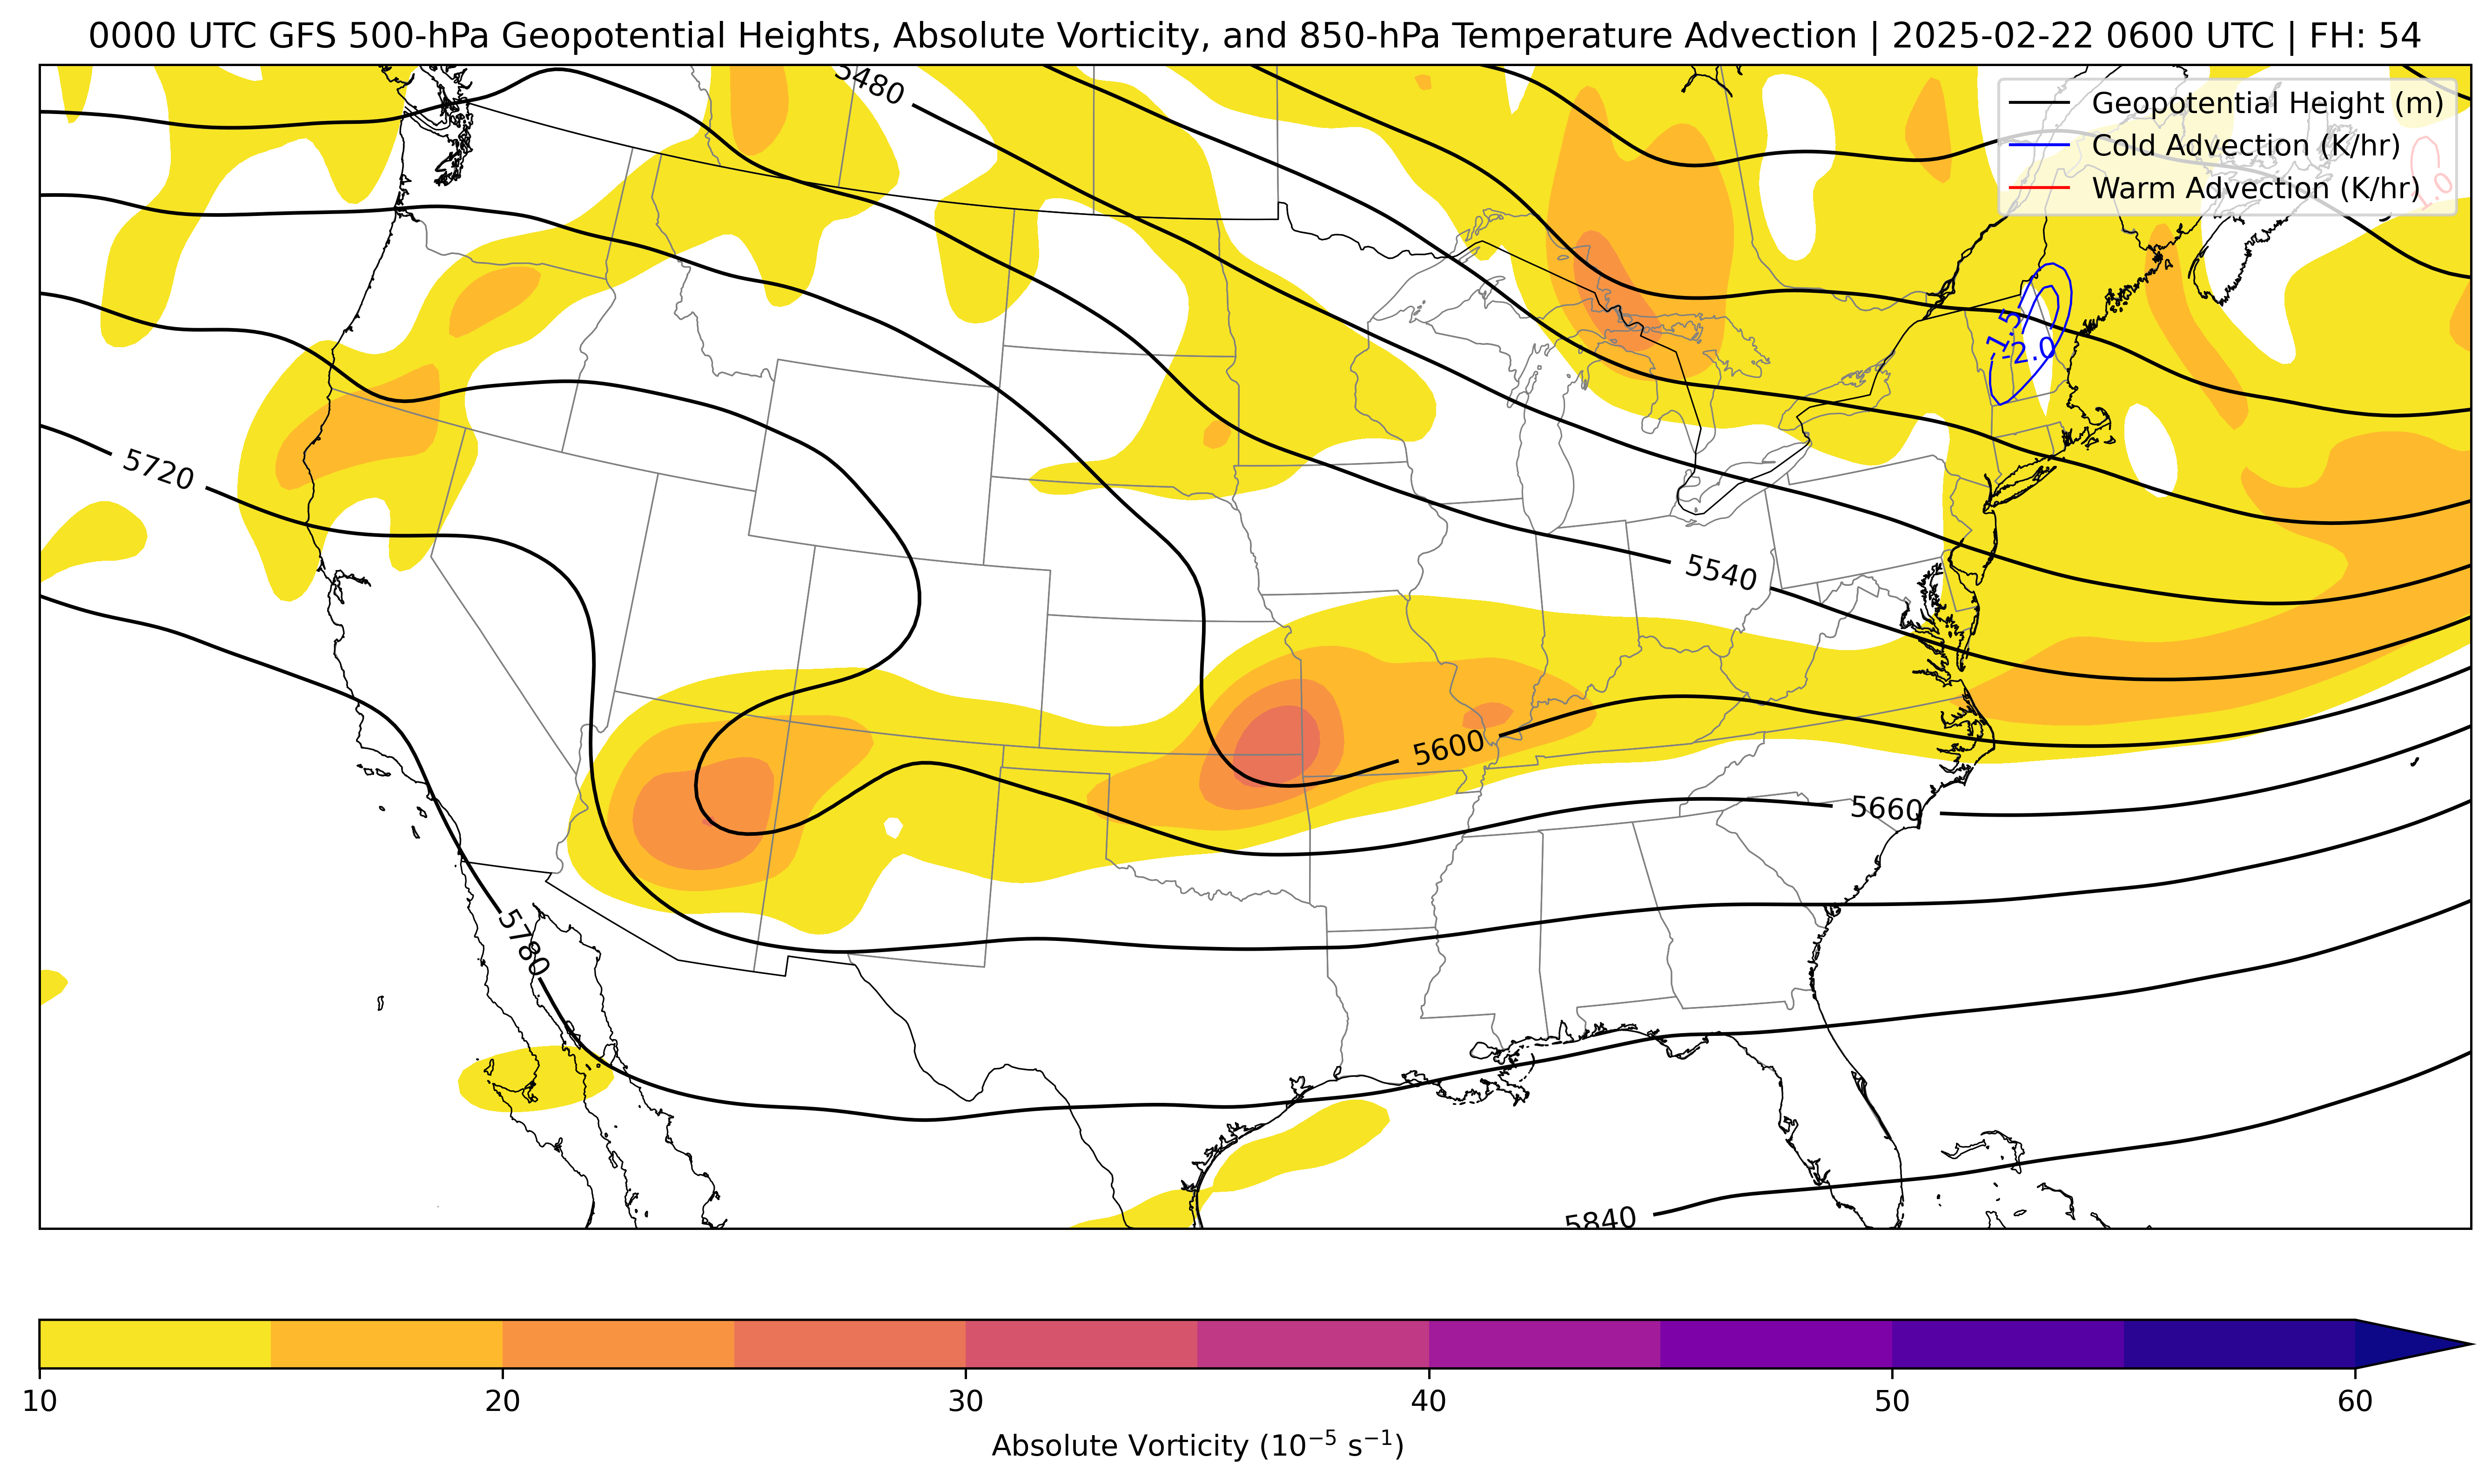 0000 UTC GFS 500-hPa Geopotential Heights, Absolute Vorticity, and 850-hPa Temperature Advection | 2025-02-22 0600 UTC | FH: 54
5480
Geopotential Height (m)
Cold Advection (K/hr)
Warm Advection (K/hr)
1.0
-1.5
-2.0
5720
5540
5600
5660
5780
5840
10 20 30 40 50 60
Absolute Vorticity (10⁻⁵ s⁻¹)